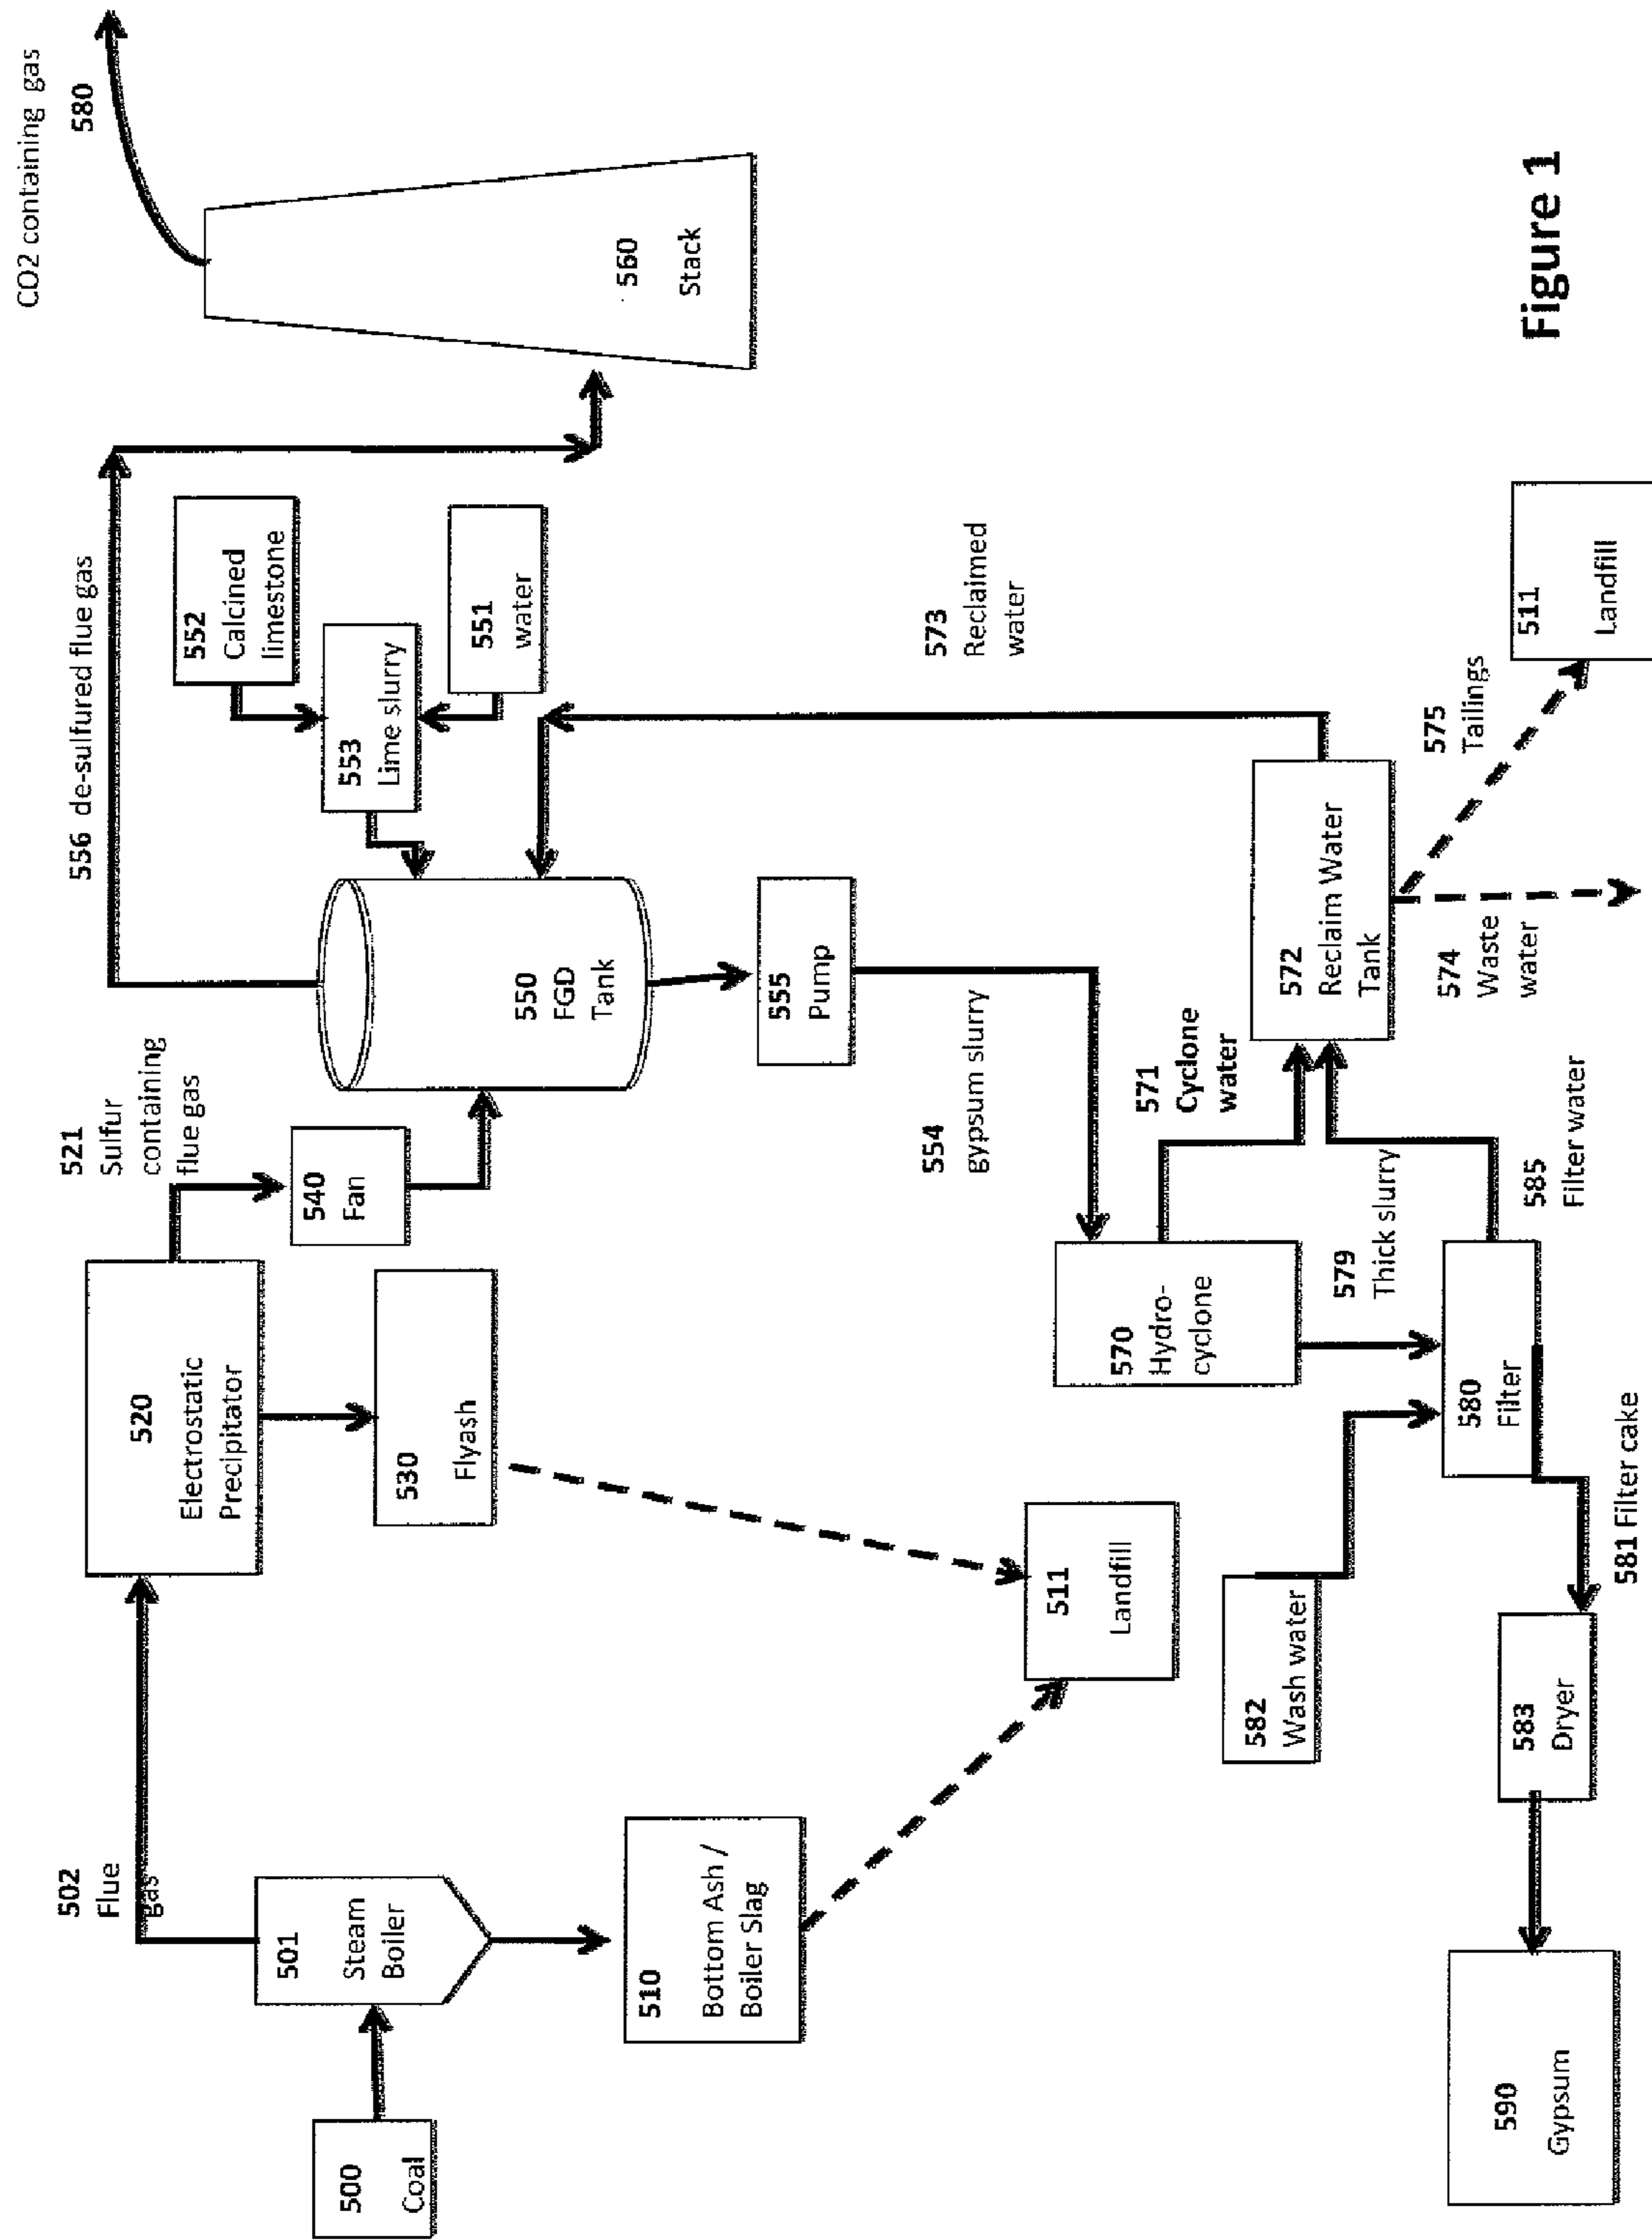 CO2 containing gas
580
556 de-sulfured flue gas
521
Sulfur
containing
flue gas
502
Flue
gas
520
Electrostatic
Precipitator
540
Fan
552
Calcined
limestone
553
Lime slurry
551
water
560
Stack
500
Coal
501
Steam
Boiler
530
Flyash
550
FGD
Tank
510
Bottom Ash /
Boiler Slag
555
Pump
554
gypsum slurry
573
Reclaimed
water
511
Landfill
570
Hydro-
cyclone
571
Cyclone
water
572
Reclaim Water
Tank
582
Wash water
579
Thick slurry
580
Filter
585
Filter water
574
Waste
water
575
Tailings
511
Landfill
590
Gypsum
583
Dryer
581 Filter cake
Figure 1